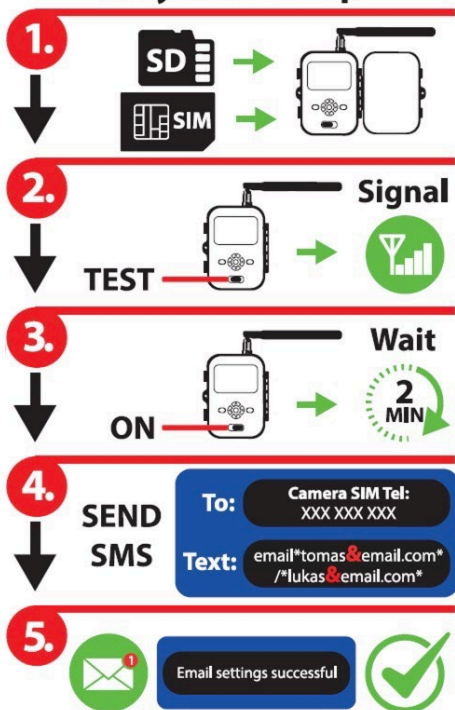 1.
SD
SIM
2.
Signal
TEST
3.
Wait
2
MIN
ON
4.
SEND
SMS
To:
Camera SIM Tel:
XXX XXX XXX
Text:
email*tomas&email.com*
/*lukas&email.com*
5.
1
Email settings successful